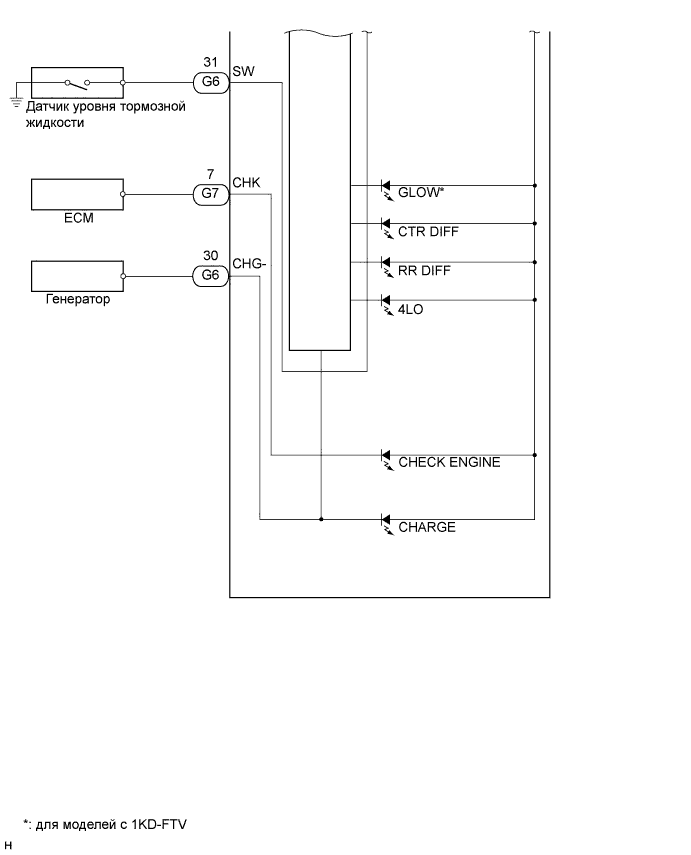 31
G6
SW
Датчик уровня тормозной
жидкости
7
G7
CHK
ECM
30
G6
CHG-
Генератор
GLOW*
CTR DIFF
RR DIFF
4LO
CHECK ENGINE
CHARGE
*: для моделей с 1KD-FTV
H